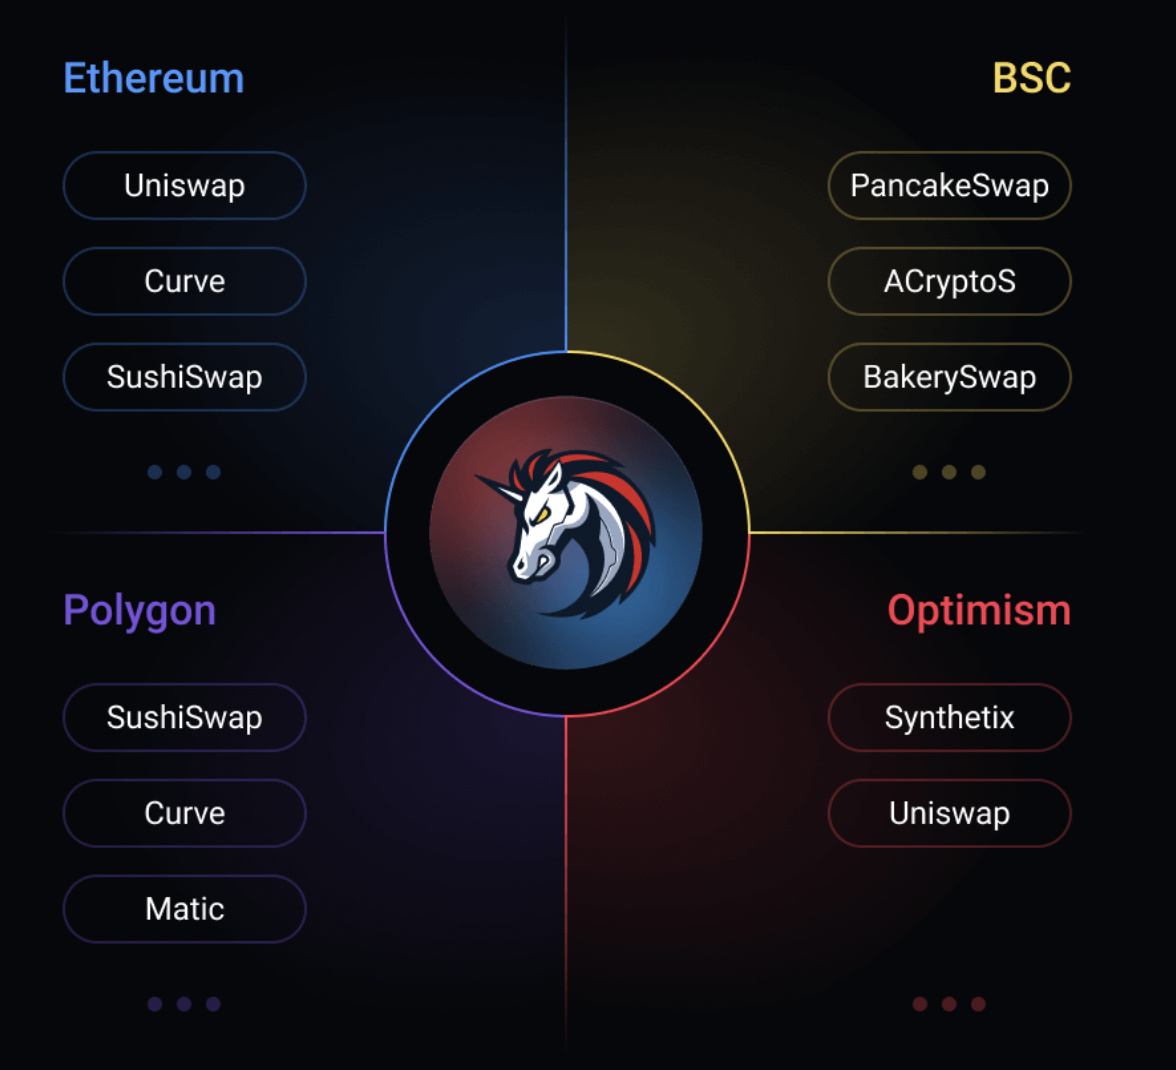 Ethereum
Uniswap
Curve
SushiSwap
BSC
PancakeSwap
ACryptoS
BakerySwap
Polygon
SushiSwap
Curve
Matic
Optimism
Synthetix
Uniswap